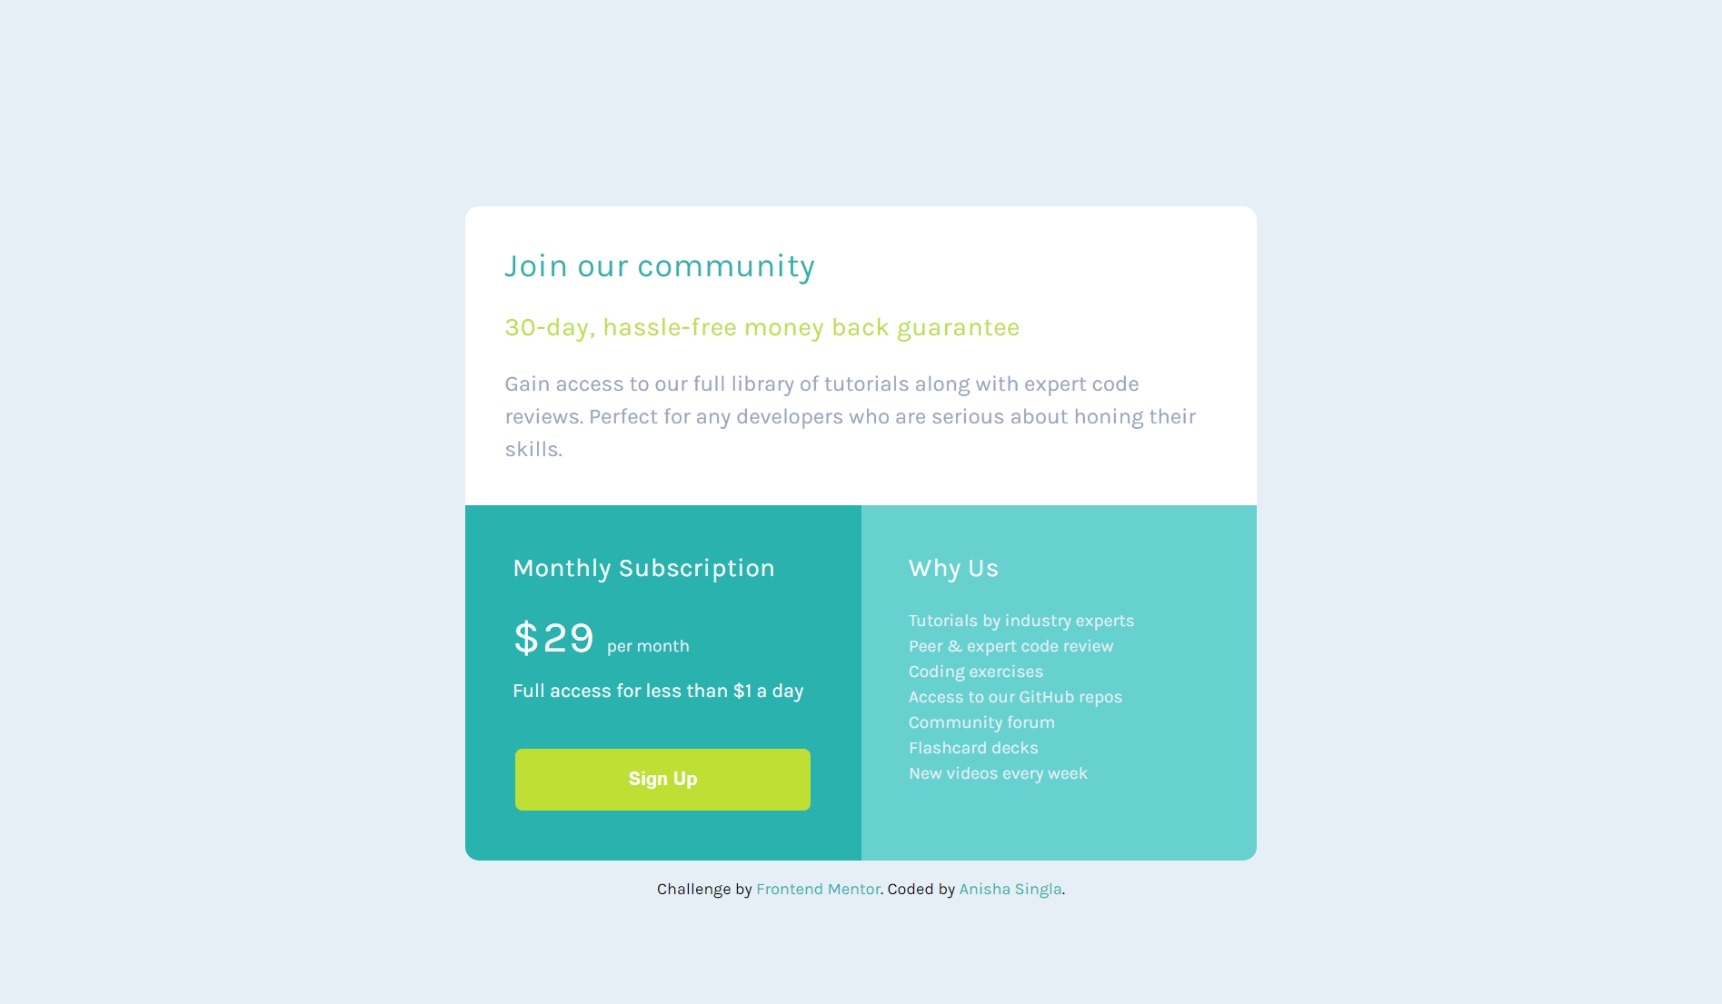 Join our community
30-day, hassle-free money back guarantee
Gain access to our full library of tutorials along with expert code
reviews. Perfect for any developers who are serious about honing their
skills.
Monthly Subscription
$29 per month
Full access for less than $1 a day
Sign Up
Why Us
Tutorials by industry experts
Peer & expert code review
Coding exercises
Access to our GitHub repos
Community forum
Flashcard decks
New videos every week
Challenge by Frontend Mentor. Coded by Anisha Singla.